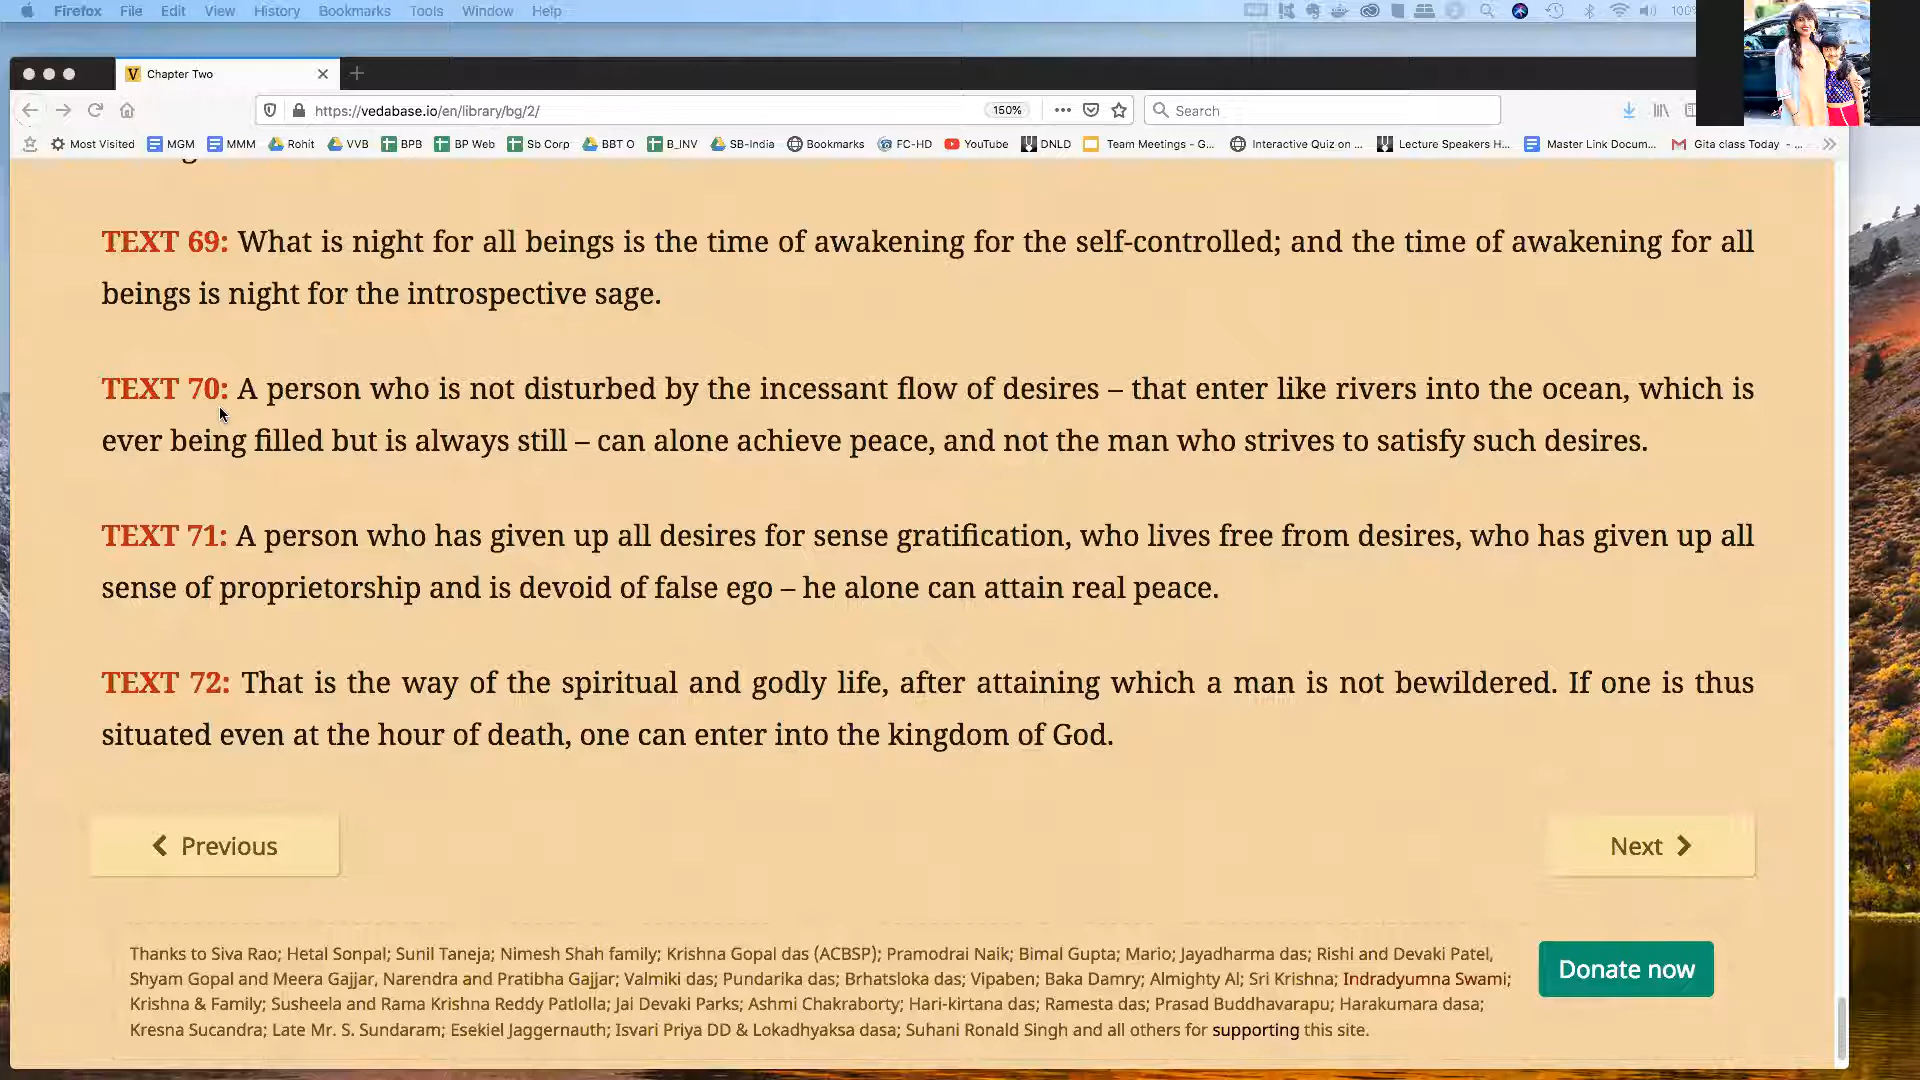 Firefox File Edit View History Bookmarks Tools Window Help 100%
Chapter Two
https://vedabase.io/en/library/bg/2/ 150% Search
Most Visited MGM MMM Rohit VVB BPB BP Web Sb Corp BBT O B_INV SB-India Bookmarks FC-HD YouTube DNLD Team Meetings - G... Interactive Quiz on ... Lecture Speakers H... Master Link Docum... Gita class Today - ...
TEXT 69: What is night for all beings is the time of awakening for the self-controlled; and the time of awakening for all
beings is night for the introspective sage.
TEXT 70: A person who is not disturbed by the incessant flow of desires – that enter like rivers into the ocean, which is
ever being filled but is always still – can alone achieve peace, and not the man who strives to satisfy such desires.
TEXT 71: A person who has given up all desires for sense gratification, who lives free from desires, who has given up all
sense of proprietorship and is devoid of false ego – he alone can attain real peace.
TEXT 72: That is the way of the spiritual and godly life, after attaining which a man is not bewildered. If one is thus
situated even at the hour of death, one can enter into the kingdom of God.
Previous Next
Thanks to Siva Rao; Hetal Sonpal; Sunil Taneja; Nimesh Shah family; Krishna Gopal das (ACBSP); Pramodrai Naik; Bimal Gupta; Mario; Jayadharma das; Rishi and Devaki Patel,
Shyam Gopal and Meera Gajjar, Narendra and Pratibha Gajjar; Valmiki das; Pundarika das; Brhatsloka das; Vipaben; Baka Damry; Almighty Al; Sri Krishna; Indradyumna Swami;
Krishna & Family; Susheela and Rama Krishna Reddy Patlolla; Jai Devaki Parks; Ashmi Chakraborty; Hari-kirtana das; Ramesta das; Prasad Buddhavarapu; Harakumara dasa;
Kresna Sucandra; Late Mr. S. Sundaram; Esekiel Jaggernauth; Isvari Priya DD & Lokadhyaksa dasa; Suhani Ronald Singh and all others for supporting this site.
Donate now